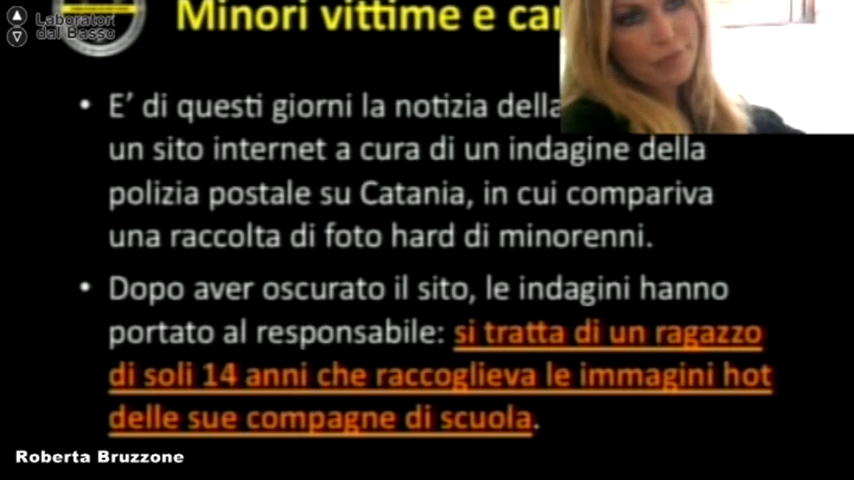 Laboratori
dal Basso
Minori vittime e
• E' di questi giorni la notizia della
un sito internet a cura di un indagine della
polizia postale su Catania, in cui compariva
una raccolta di foto hard di minorenni.
• Dopo aver oscurato il sito, le indagini hanno
portato al responsabile: si tratta di un ragazzo
di soli 14 anni che raccoglieva le immagini hot
delle sue compagne di scuola.
Roberta Bruzzone